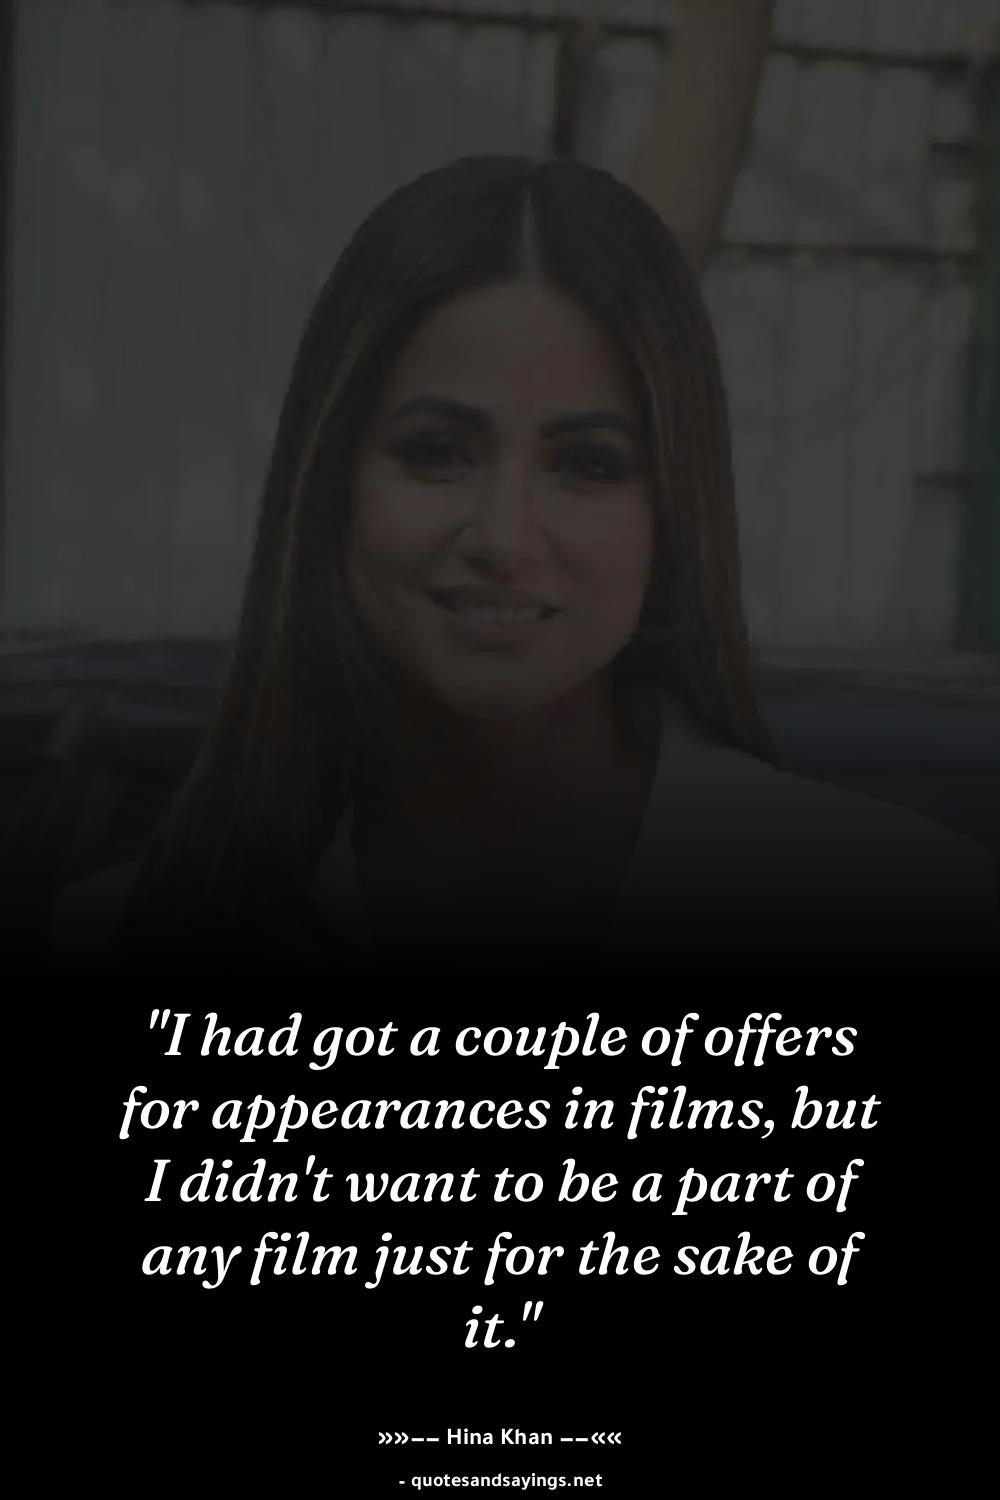 "I had got a couple of offers
for appearances in films, but
I didn't want to be a part of
any film just for the sake of
it."
»»–– Hina Khan ––««
- quotesandsayings.net